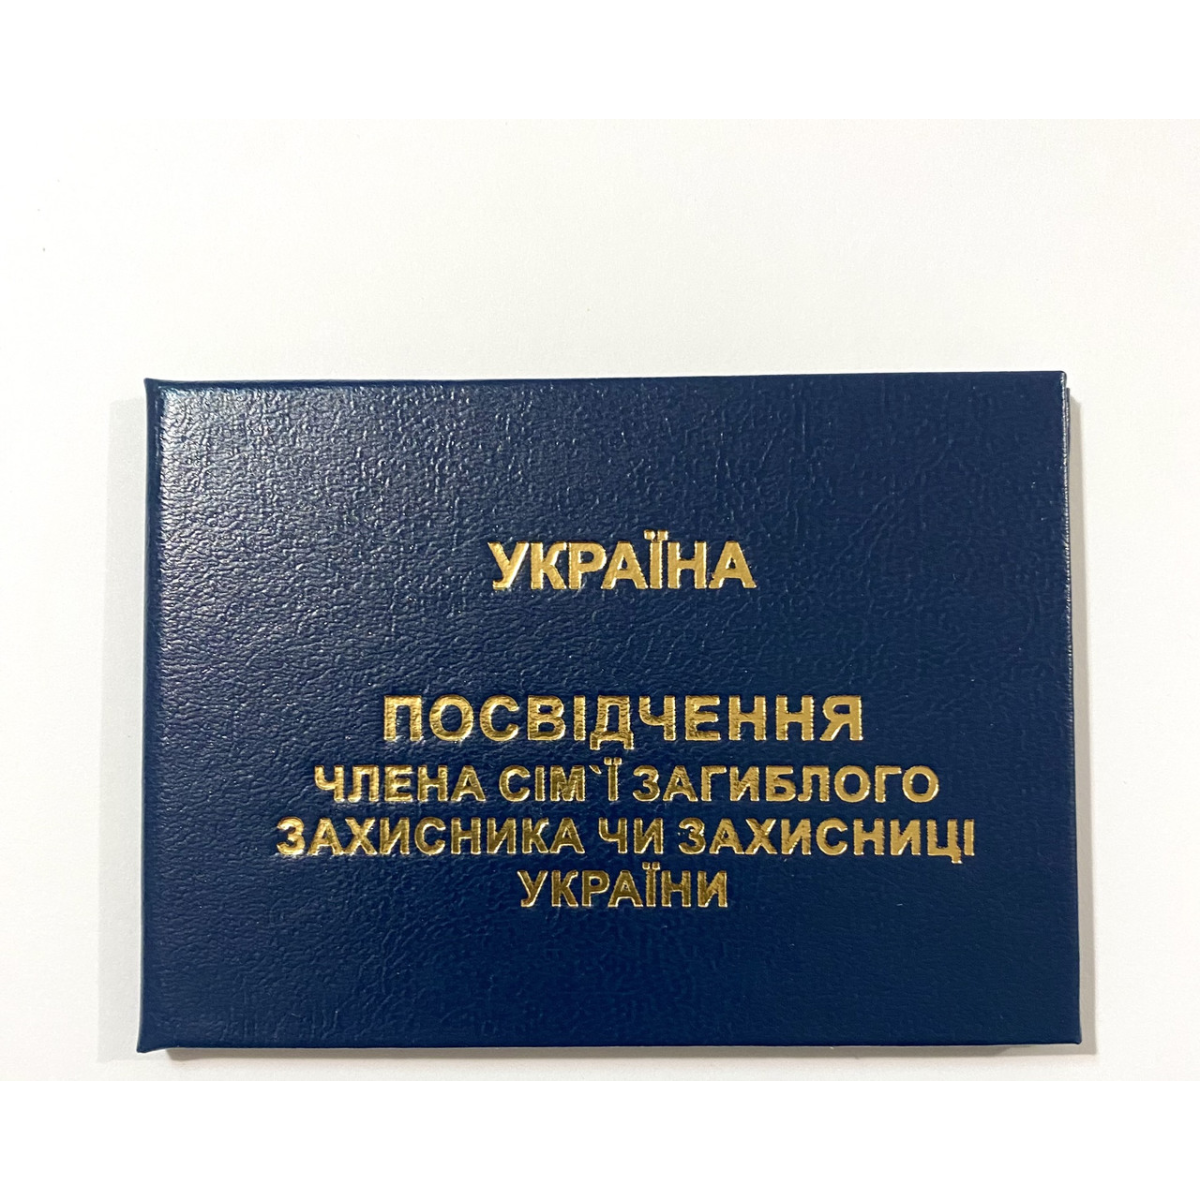 УКРАЇНА
ПОСВІДЧЕННЯ
ЧЛЕНА СІМ`Ї ЗАГИБЛОГО
ЗАХИСНИКА ЧИ ЗАХИСНИЦІ
УКРАЇНИ